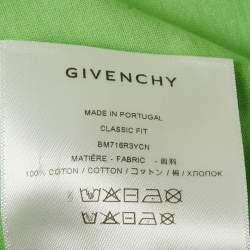 GIVENCHY
MADE IN PORTUGAL
CLASSIC FIT
BM716R3YCN
MATIÈRE - FABRIC - 面料
100% COTTON / COTTON / コットン / 棉 / ХЛОПОК